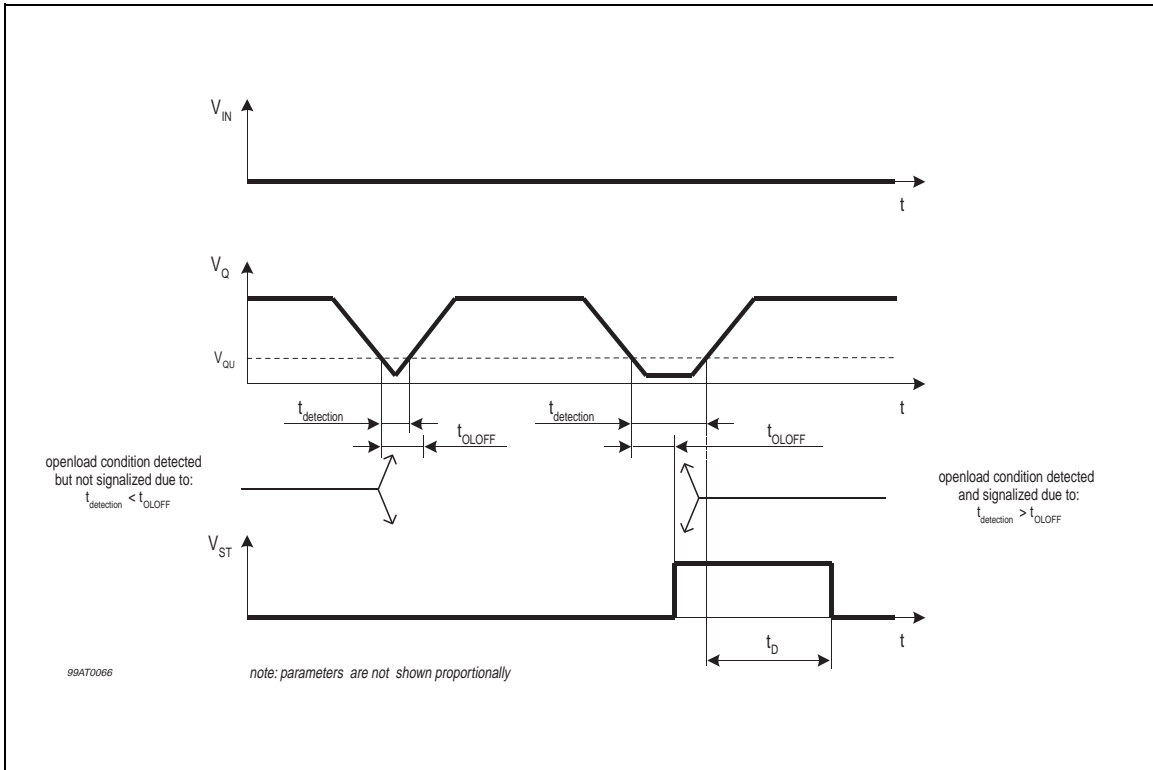 V_IN
t
V_Q
V_QU
t
t_detection
t_detection
t_OLOFF
t_OLOFF
openload condition detected
but not signalized due to:
t_detection < t_OLOFF
openload condition detected
and signalized due to:
t_detection > t_OLOFF
V_ST
t
t_D
99AT0066
note: parameters are not shown proportionally